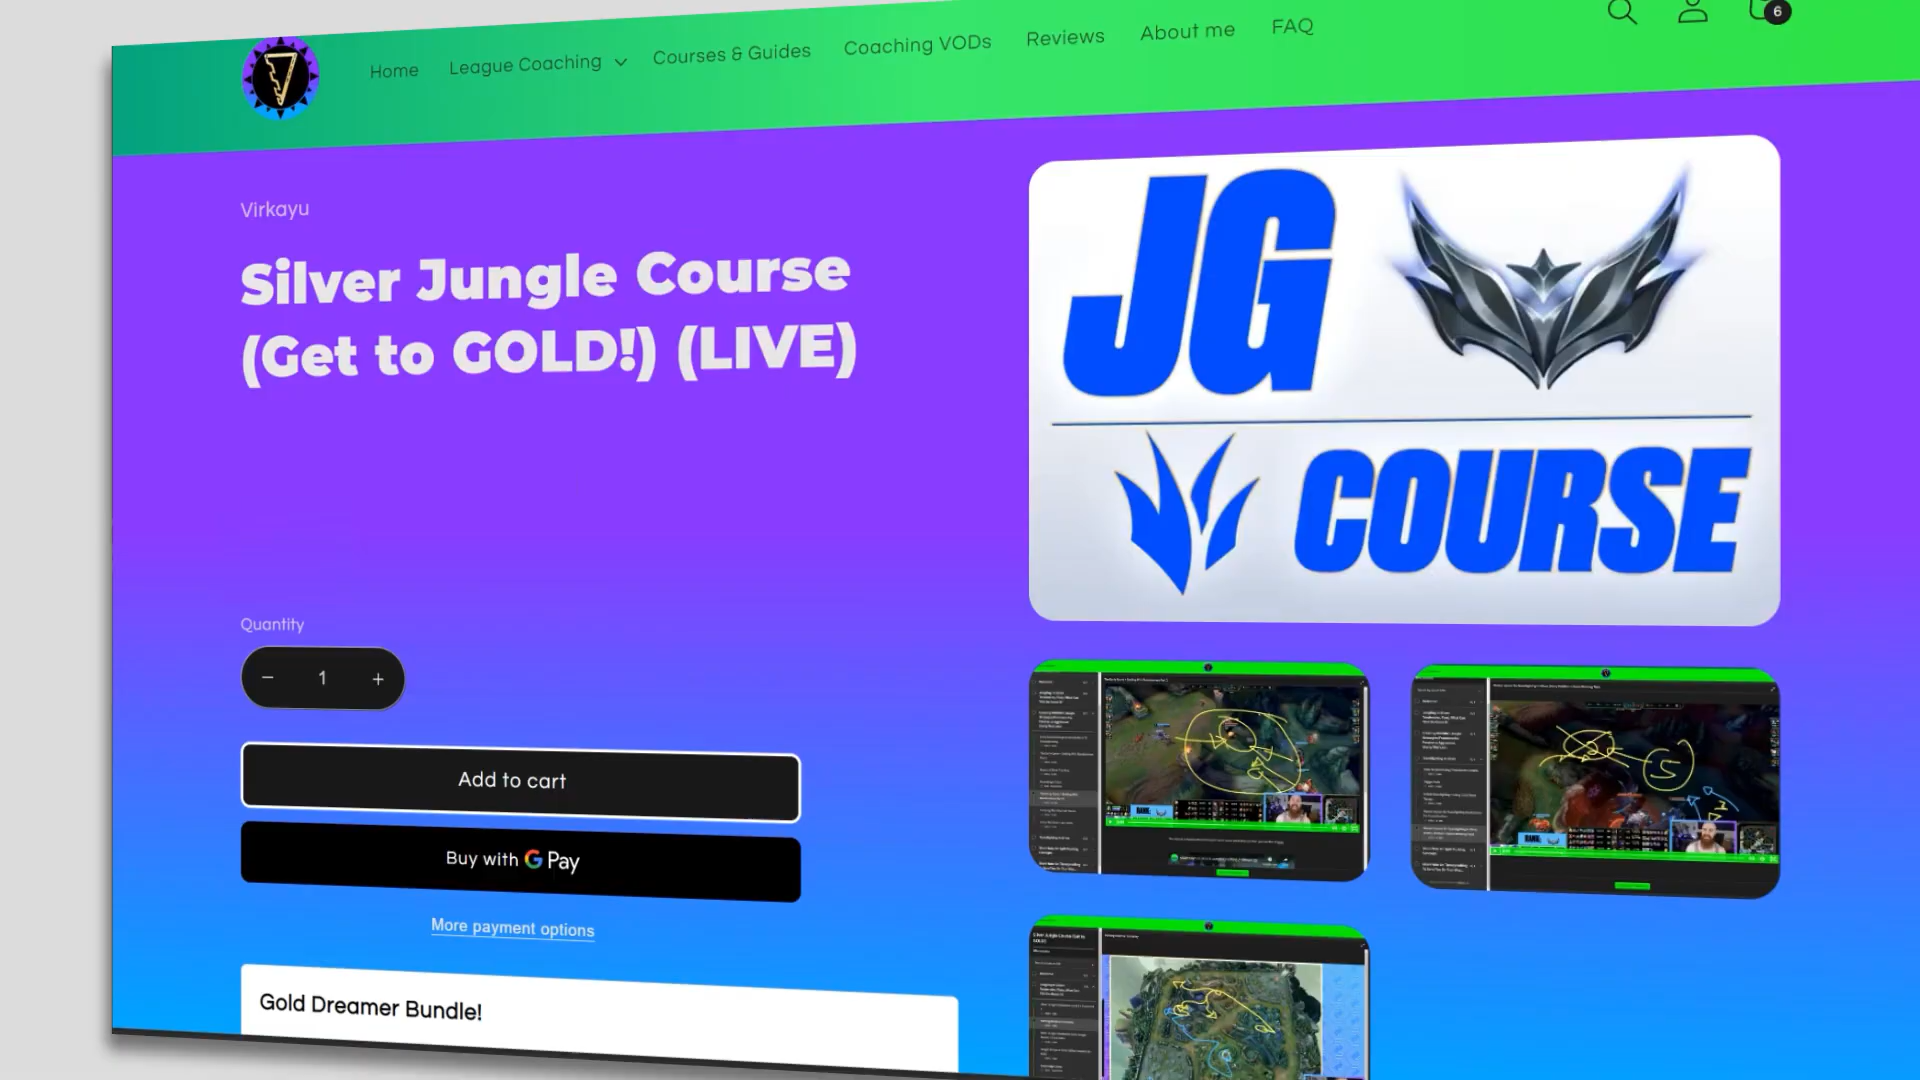 Home
League Coaching
Courses & Guides
Coaching VODs
Reviews
About me
FAQ
6
Virkayu
Silver Jungle Course
(Get to GOLD!) (LIVE)
JG
COURSE
Quantity
− 1 +
Add to cart
Buy with G Pay
More payment options
Gold Dreamer Bundle!